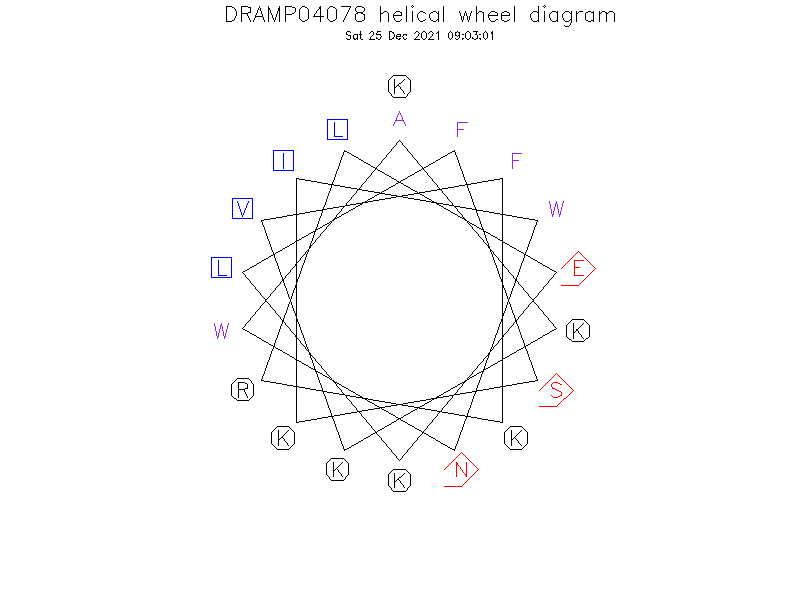 DRAMP04078 helical wheel diagram
Sat 25 Dec 2021 09:03:01
K
A
L F
I F
V W
L E
W K
R S
K K
K N
K